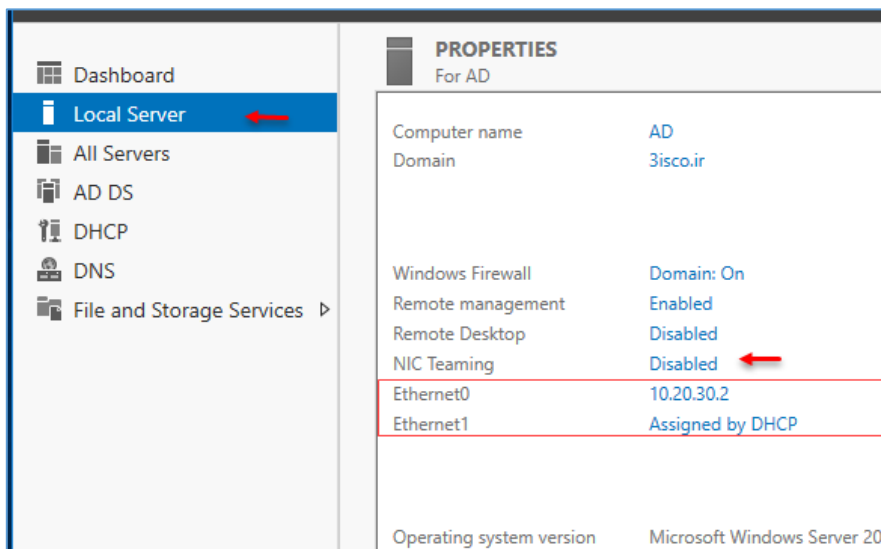 Dashboard
Local Server
All Servers
AD DS
DHCP
DNS
File and Storage Services
PROPERTIES
For AD
Computer name AD
Domain 3isco.ir
Windows Firewall Domain: On
Remote management Enabled
Remote Desktop Disabled
NIC Teaming Disabled
Ethernet0 10.20.30.2
Ethernet1 Assigned by DHCP
Operating system version Microsoft Windows Server 20